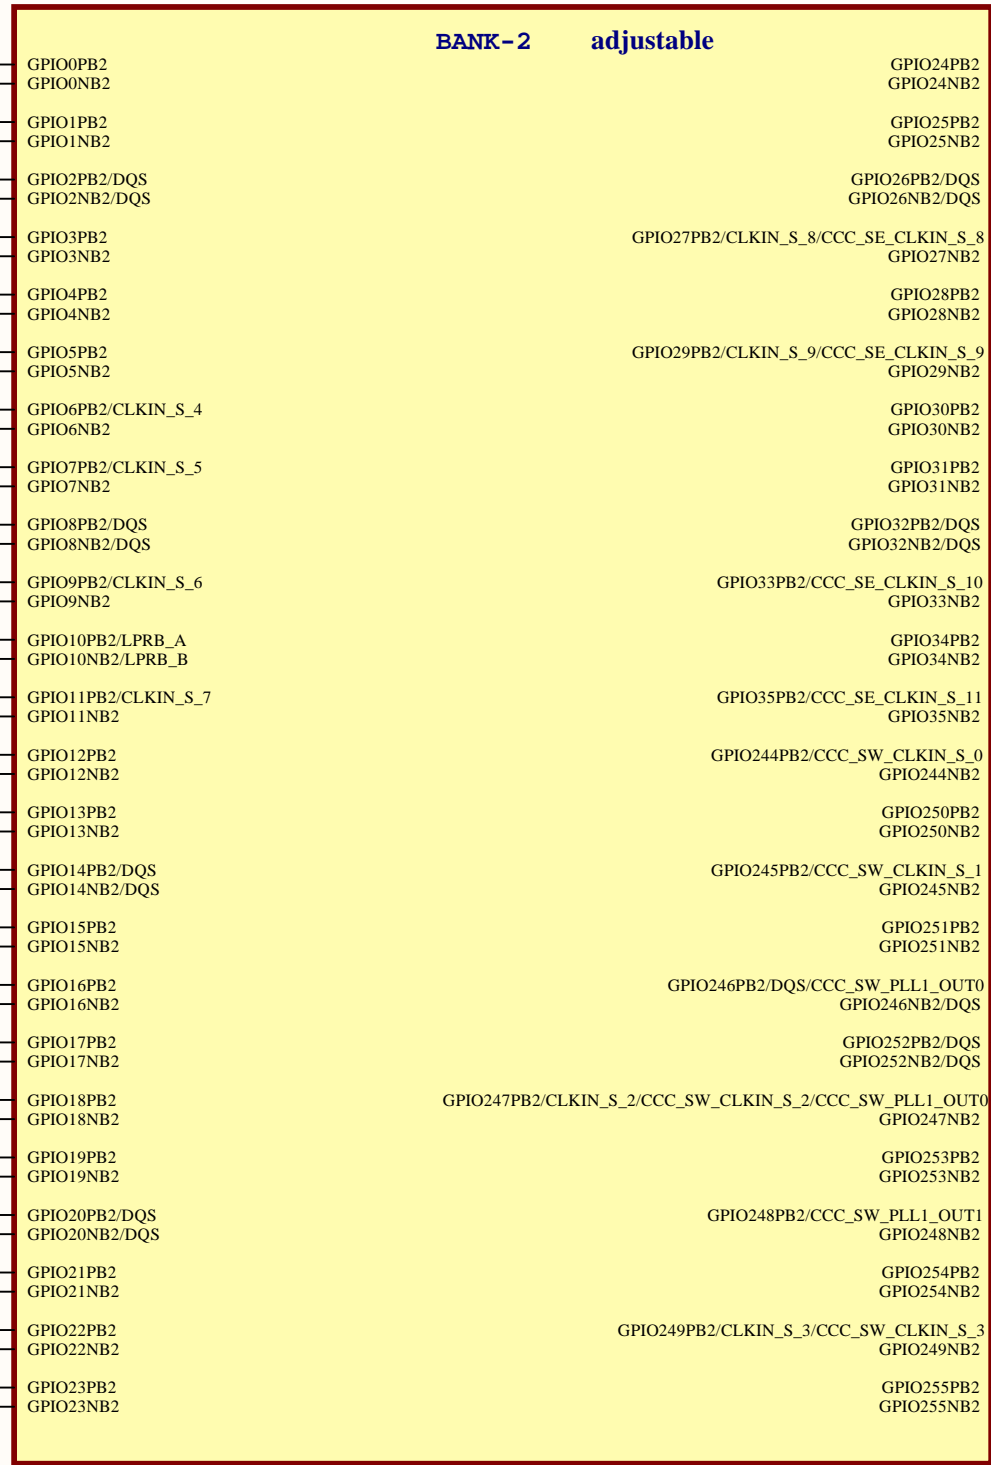 BANK-2 adjustable
GPIO0PB2 GPIO24PB2
GPIO0NB2 GPIO24NB2
GPIO1PB2 GPIO25PB2
GPIO1NB2 GPIO25NB2
GPIO2PB2/DQS GPIO26PB2/DQS
GPIO2NB2/DQS GPIO26NB2/DQS
GPIO3PB2 GPIO27PB2/CLKIN_S_8/CCC_SE_CLKIN_S_8
GPIO3NB2 GPIO27NB2
GPIO4PB2 GPIO28PB2
GPIO4NB2 GPIO28NB2
GPIO5PB2 GPIO29PB2/CLKIN_S_9/CCC_SE_CLKIN_S_9
GPIO5NB2 GPIO29NB2
GPIO6PB2/CLKIN_S_4 GPIO30PB2
GPIO6NB2 GPIO30NB2
GPIO7PB2/CLKIN_S_5 GPIO31PB2
GPIO7NB2 GPIO31NB2
GPIO8PB2/DQS GPIO32PB2/DQS
GPIO8NB2/DQS GPIO32NB2/DQS
GPIO9PB2/CLKIN_S_6 GPIO33PB2/CCC_SE_CLKIN_S_10
GPIO9NB2 GPIO33NB2
GPIO10PB2/LPRB_A GPIO34PB2
GPIO10NB2/LPRB_B GPIO34NB2
GPIO11PB2/CLKIN_S_7 GPIO35PB2/CCC_SE_CLKIN_S_11
GPIO11NB2 GPIO35NB2
GPIO12PB2 GPIO244PB2/CCC_SW_CLKIN_S_0
GPIO12NB2 GPIO244NB2
GPIO13PB2 GPIO250PB2
GPIO13NB2 GPIO250NB2
GPIO14PB2/DQS GPIO245PB2/CCC_SW_CLKIN_S_1
GPIO14NB2/DQS GPIO245NB2
GPIO15PB2 GPIO251PB2
GPIO15NB2 GPIO251NB2
GPIO16PB2 GPIO246PB2/DQS/CCC_SW_PLL1_OUT0
GPIO16NB2 GPIO246NB2/DQS
GPIO17PB2 GPIO252PB2/DQS
GPIO17NB2 GPIO252NB2/DQS
GPIO18PB2 GPIO247PB2/CLKIN_S_2/CCC_SW_CLKIN_S_2/CCC_SW_PLL1_OUT0
GPIO18NB2 GPIO247NB2
GPIO19PB2 GPIO253PB2
GPIO19NB2 GPIO253NB2
GPIO20PB2/DQS GPIO248PB2/CCC_SW_PLL1_OUT1
GPIO20NB2/DQS GPIO248NB2
GPIO21PB2 GPIO254PB2
GPIO21NB2 GPIO254NB2
GPIO22PB2 GPIO249PB2/CLKIN_S_3/CCC_SW_CLKIN_S_3
GPIO22NB2 GPIO249NB2
GPIO23PB2 GPIO255PB2
GPIO23NB2 GPIO255NB2